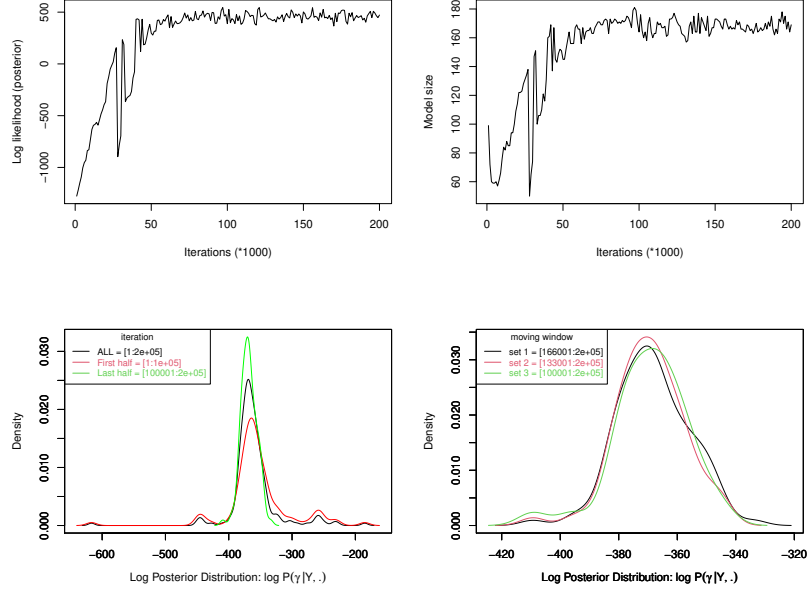 Log likelihood (posterior)
500
0
−500
−1000
0
50
100
150
200
Iterations (*1000)
Model size
180
160
140
120
100
80
60
0
50
100
150
200
Iterations (*1000)
Density
0.030
0.020
0.010
0.000
iteration
ALL = [1:2e+05]
First half = [1:1e+05]
Last half = [100001:2e+05]
−600
−500
−400
−300
−200
Log Posterior Distribution: log P(γ|Y, .)
Density
0.030
0.020
0.010
0.000
moving window
set 1 = [166001:2e+05]
set 2 = [133001:2e+05]
set 3 = [100001:2e+05]
−420
−400
−380
−360
−340
−320
Log Posterior Distribution: log P(γ|Y, .)